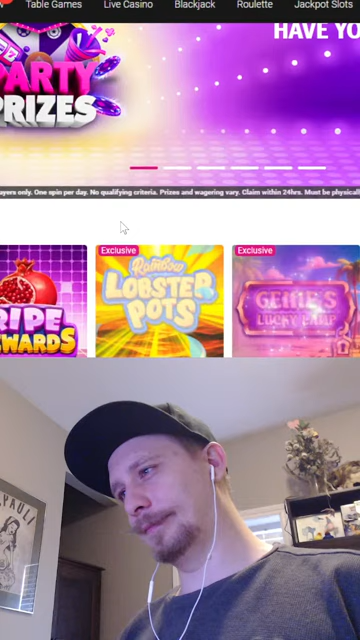 Table Games Live Casino Blackjack Roulette Jackpot Slots
HAVE YO
PARTY
PRIZES
ayers only. One spin per day. No qualifying criteria. Prizes and wagering vary. Claim within 24hrs. Must be physical
Exclusive
Exclusive
RIPE
EWARDS
Rainbow
LOBSTER
POTS
GENIE'S
LUCKY LAMP
PAULI